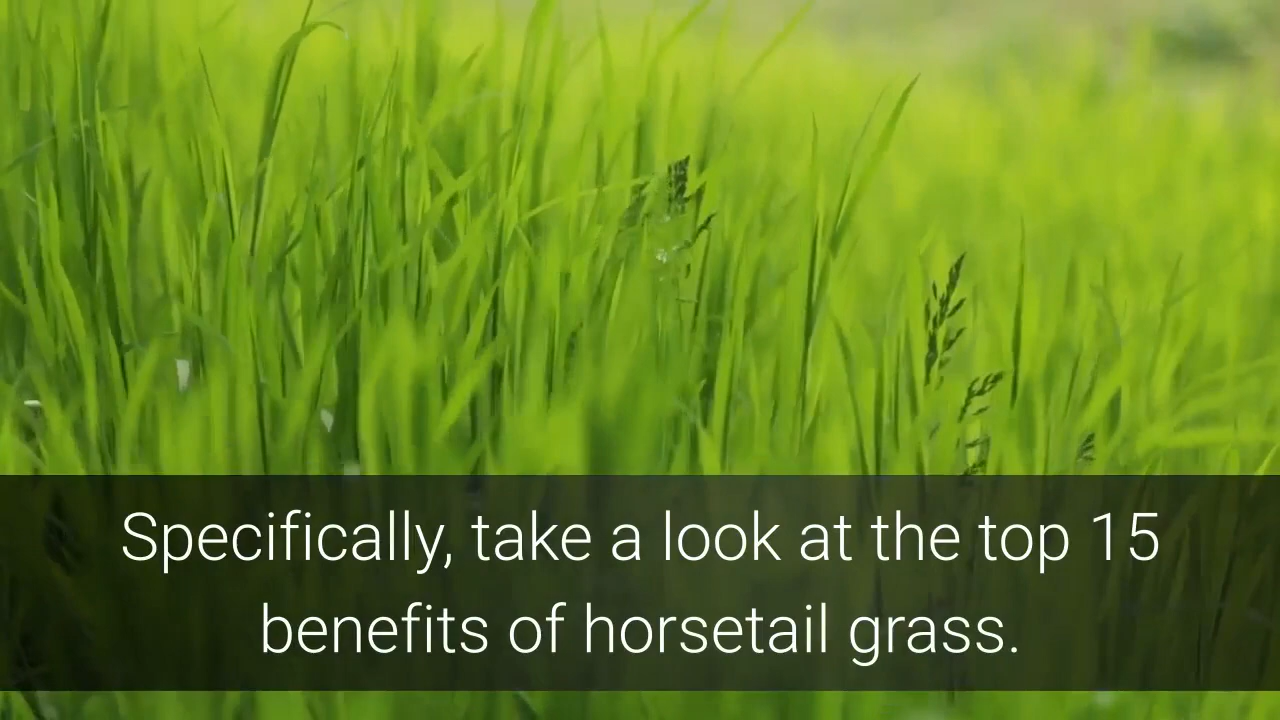 Specifically, take a look at the top 15
benefits of horsetail grass.